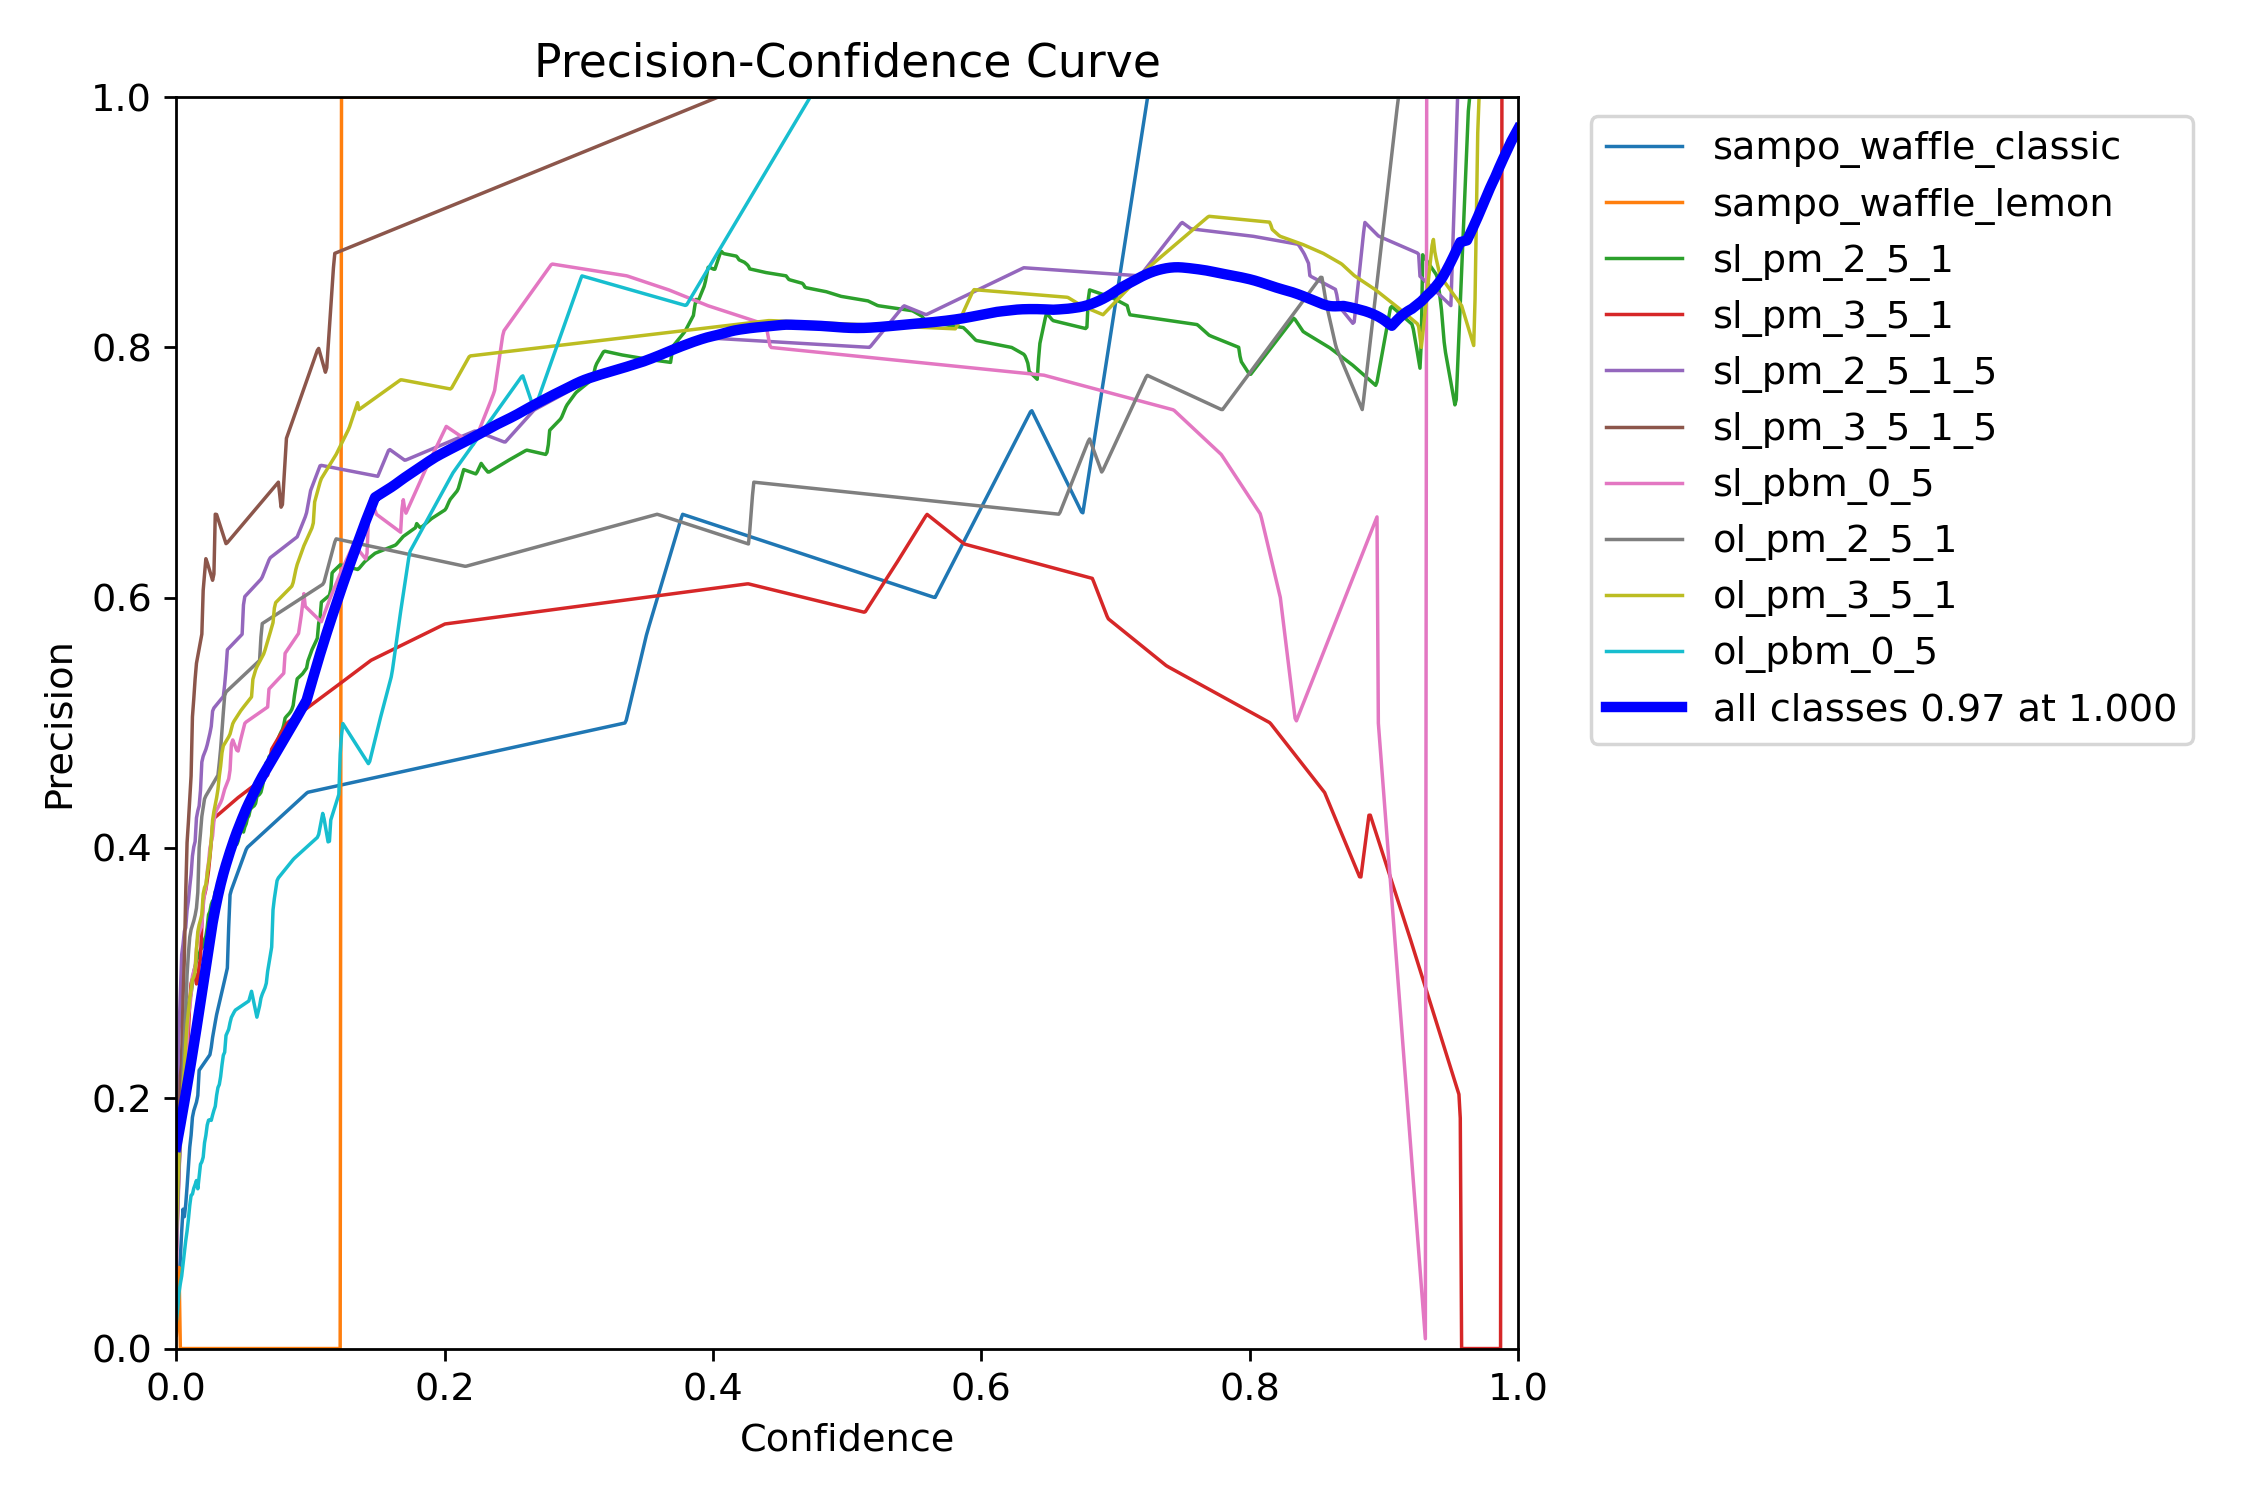 Precision-Confidence Curve
1.0
0.8
0.6
0.4
0.2
0.0
Precision
0.0 0.2 0.4 0.6 0.8 1.0
Confidence
sampo_waffle_classic
sampo_waffle_lemon
sl_pm_2_5_1
sl_pm_3_5_1
sl_pm_2_5_1_5
sl_pm_3_5_1_5
sl_pbm_0_5
ol_pm_2_5_1
ol_pm_3_5_1
ol_pbm_0_5
all classes 0.97 at 1.000